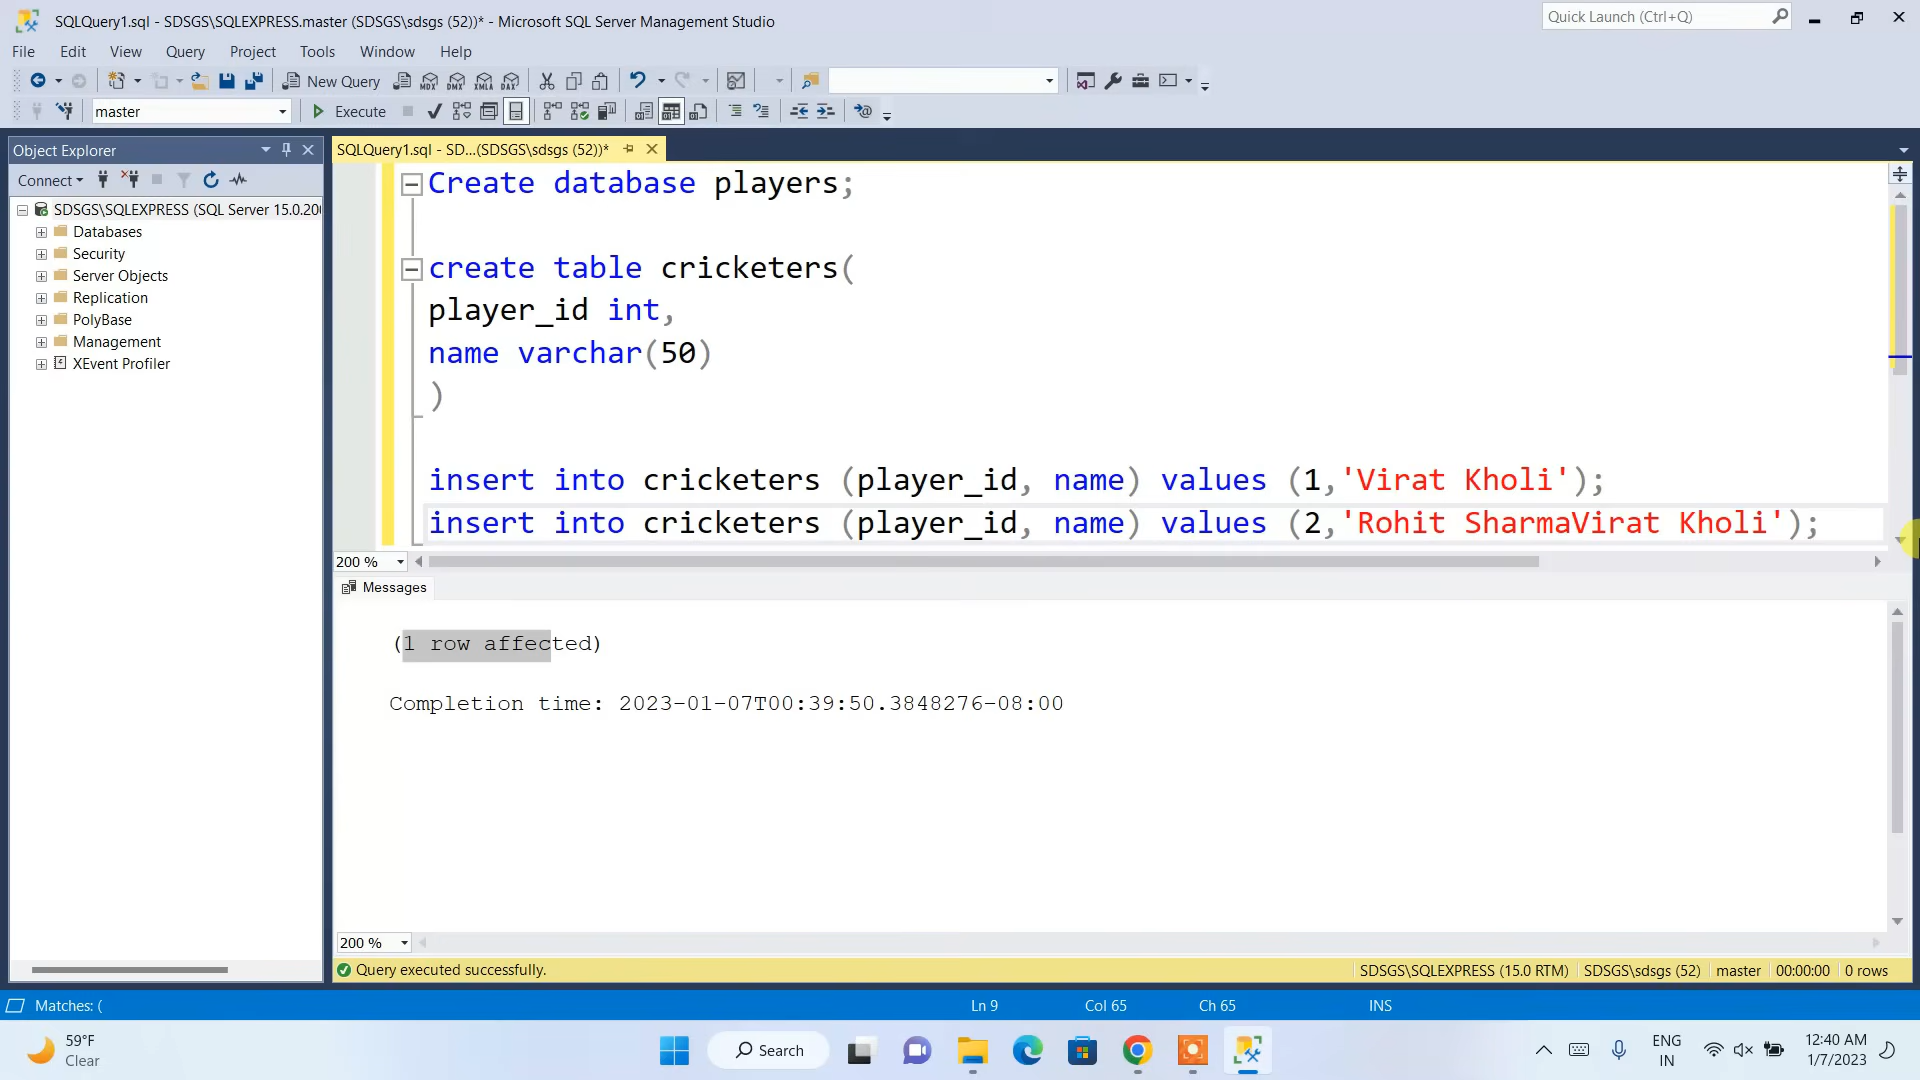 SQLQuery1.sql - SDSGS\SQLEXPRESS.master (SDSGS\sdsgs (52))* - Microsoft SQL Server Management Studio
Quick Launch (Ctrl+Q)
File Edit View Query Project Tools Window Help
New Query
MDX DMX XMLA DAX
master
Execute
Object Explorer
SQLQuery1.sql - SD...(SDSGS\sdsgs (52))*
Connect
SDSGS\SQLEXPRESS (SQL Server 15.0.200
Databases
Security
Server Objects
Replication
PolyBase
Management
XEvent Profiler
Create database players;
create table cricketers(
player_id int,
name varchar(50)
)
insert into cricketers (player_id, name) values (1,'Virat Kholi');
insert into cricketers (player_id, name) values (2,'Rohit SharmaVirat Kholi');
200 %
Messages
(1 row affected)
Completion time: 2023-01-07T00:39:50.3848276-08:00
200 %
Query executed successfully.
SDSGS\SQLEXPRESS (15.0 RTM) SDSGS\sdsgs (52) master 00:00:00 0 rows
Matches: (
Ln 9 Col 65 Ch 65 INS
59°F
Clear
Search
ENG
IN
12:40 AM
1/7/2023